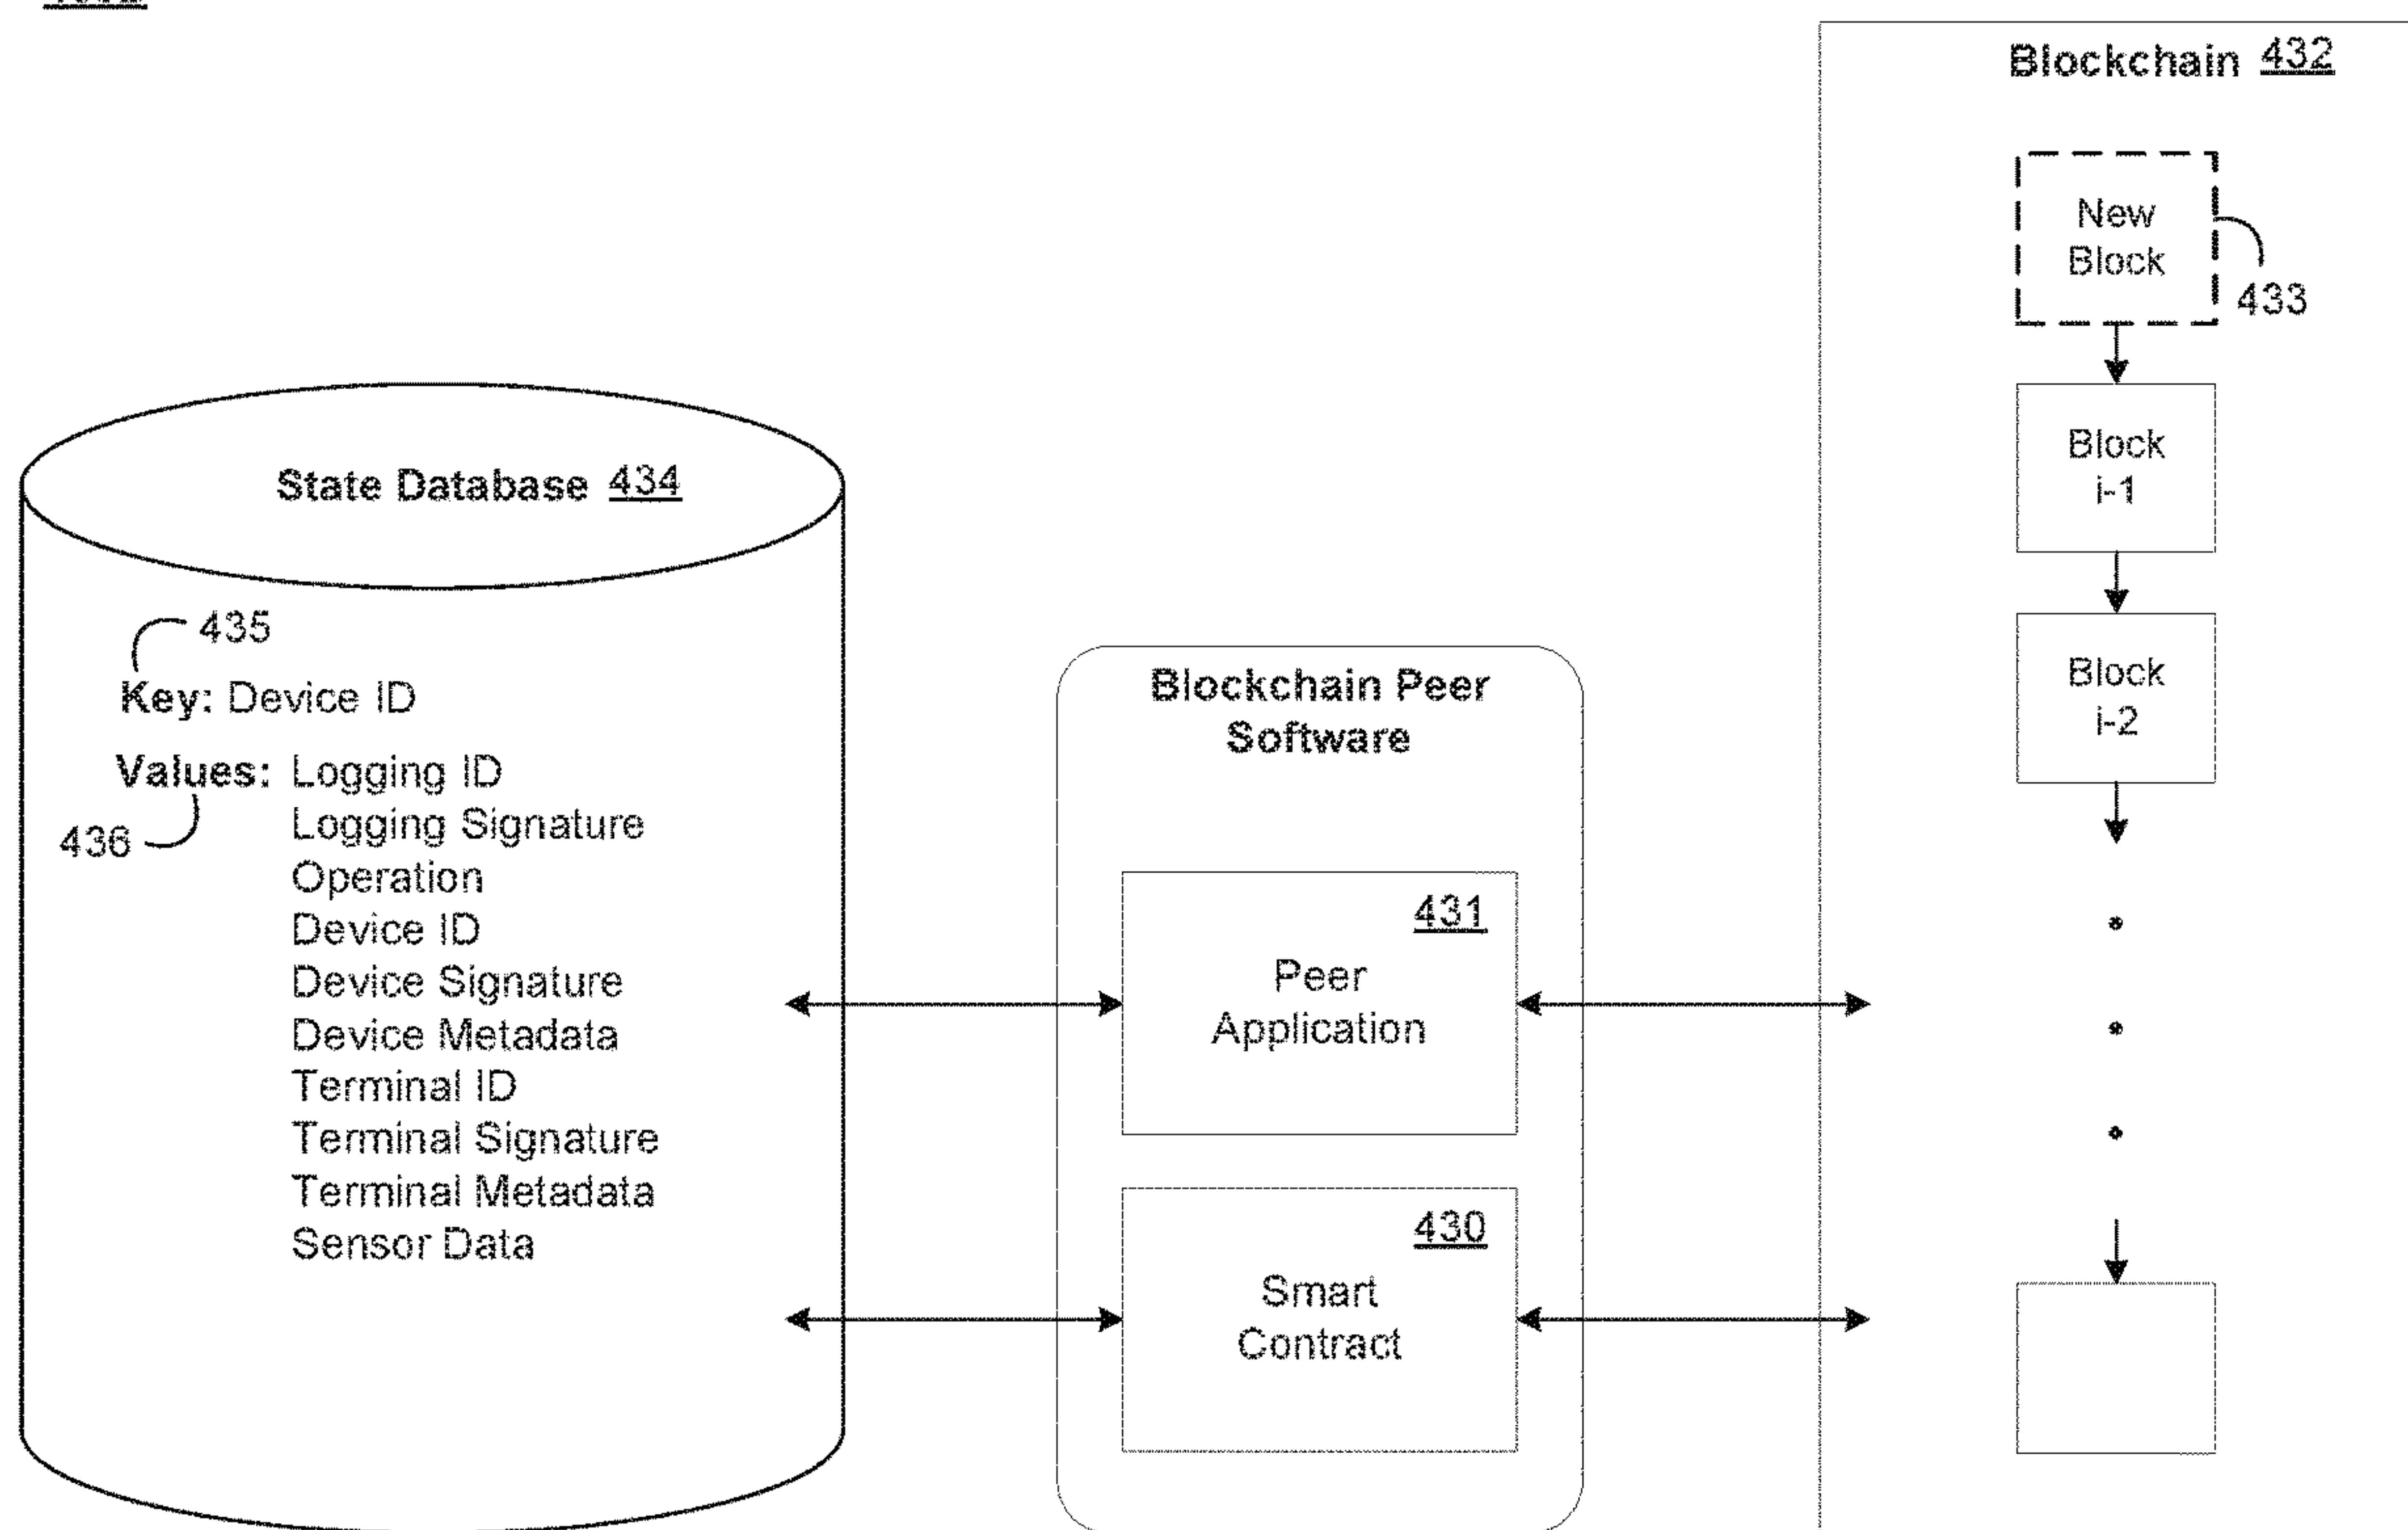 Blockchain 432
New
Block
433
Block
i-1
Block
i-2
State Database 434
435
Key: Device ID
Values: Logging ID
436
Logging Signature
Operation
Device ID
Device Signature
Device Metadata
Terminal ID
Terminal Signature
Terminal Metadata
Sensor Data
Blockchain Peer
Software
431
Peer
Application
430
Smart
Contract